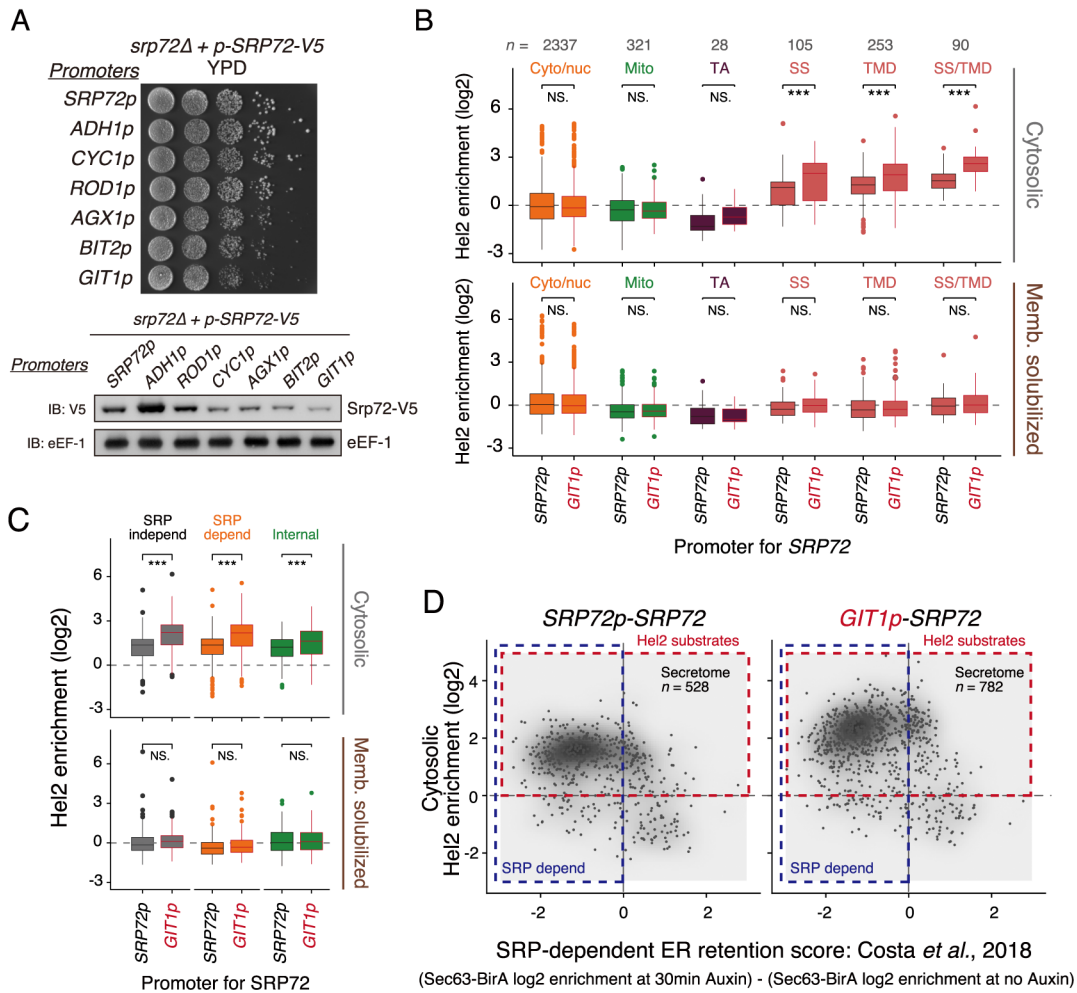 A
srp72Δ + p-SRP72-V5
Promoters YPD
SRP72p
ADH1p
CYC1p
ROD1p
AGX1p
BIT2p
GIT1p
srp72Δ + p-SRP72-V5
Promoters SRP72p ADH1p ROD1p CYC1p AGX1p BIT2p GIT1p
IB: V5 Srp72-V5
IB: eEF-1 eEF-1
B
n = 2337 321 28 105 253 90
Cyto/nuc Mito TA SS TMD SS/TMD
NS. NS. NS. *** *** ***
Hel2 enrichment (log2)
6
3
0
-3
Cytosolic
Cyto/nuc Mito TA SS TMD SS/TMD
NS. NS. NS. NS. NS. NS.
Hel2 enrichment (log2)
6
3
0
-3
Memb. solubilized
SRP72p GIT1p SRP72p GIT1p SRP72p GIT1p SRP72p GIT1p SRP72p GIT1p SRP72p GIT1p
Promoter for SRP72
C
SRP independ
SRP depend
Internal
*** *** ***
6
3
0
-3
Cytosolic
Hel2 enrichment (log2)
NS. NS. NS.
6
3
0
-3
Memb. solubilized
SRP72p GIT1p SRP72p GIT1p SRP72p GIT1p
Promoter for SRP72
D
SRP72p-SRP72 GIT1p-SRP72
Hel2 substrates Hel2 substrates
Secretome
n = 528
Secretome
n = 782
Cytosolic
Hel2 enrichment (log2)
4
2
0
-2
SRP depend SRP depend
-2 0 2 -2 0 2
SRP-dependent ER retention score: Costa et al., 2018
(Sec63-BirA log2 enrichment at 30min Auxin) - (Sec63-BirA log2 enrichment at no Auxin)